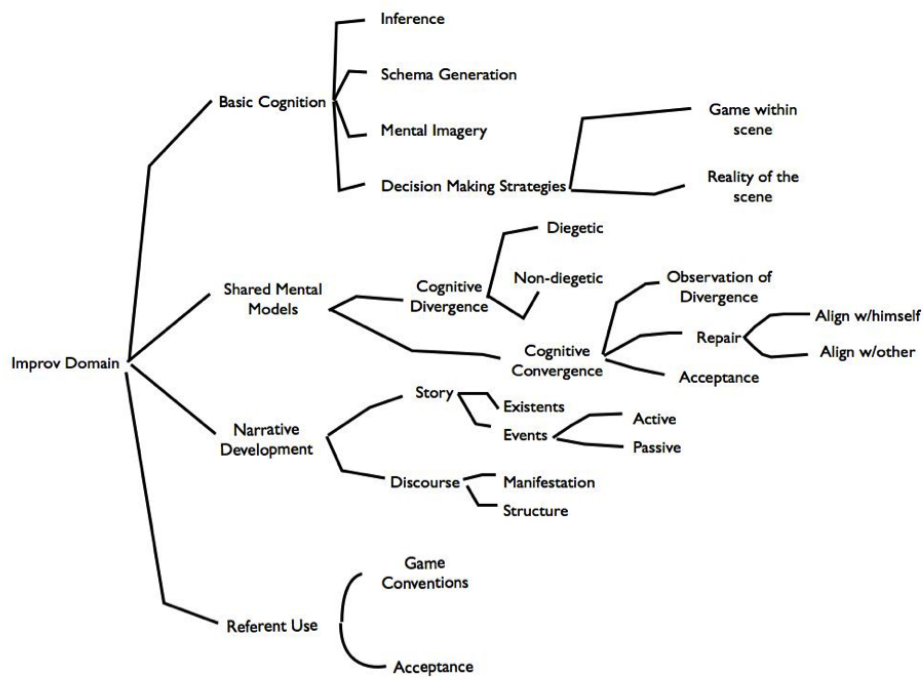 Inference
Schema Generation
Basic Cognition
Mental Imagery
Game within
scene
Decision Making Strategies
Reality of the
scene
Diegetic
Shared Mental
Models
Cognitive
Divergence
Non-diegetic
Observation of
Divergence
Align w/himself
Repair
Improv Domain
Cognitive
Convergence
Align w/other
Acceptance
Story
Existents
Active
Narrative
Development
Events
Passive
Discourse
Manifestation
Structure
Game
Conventions
Referent Use
Acceptance